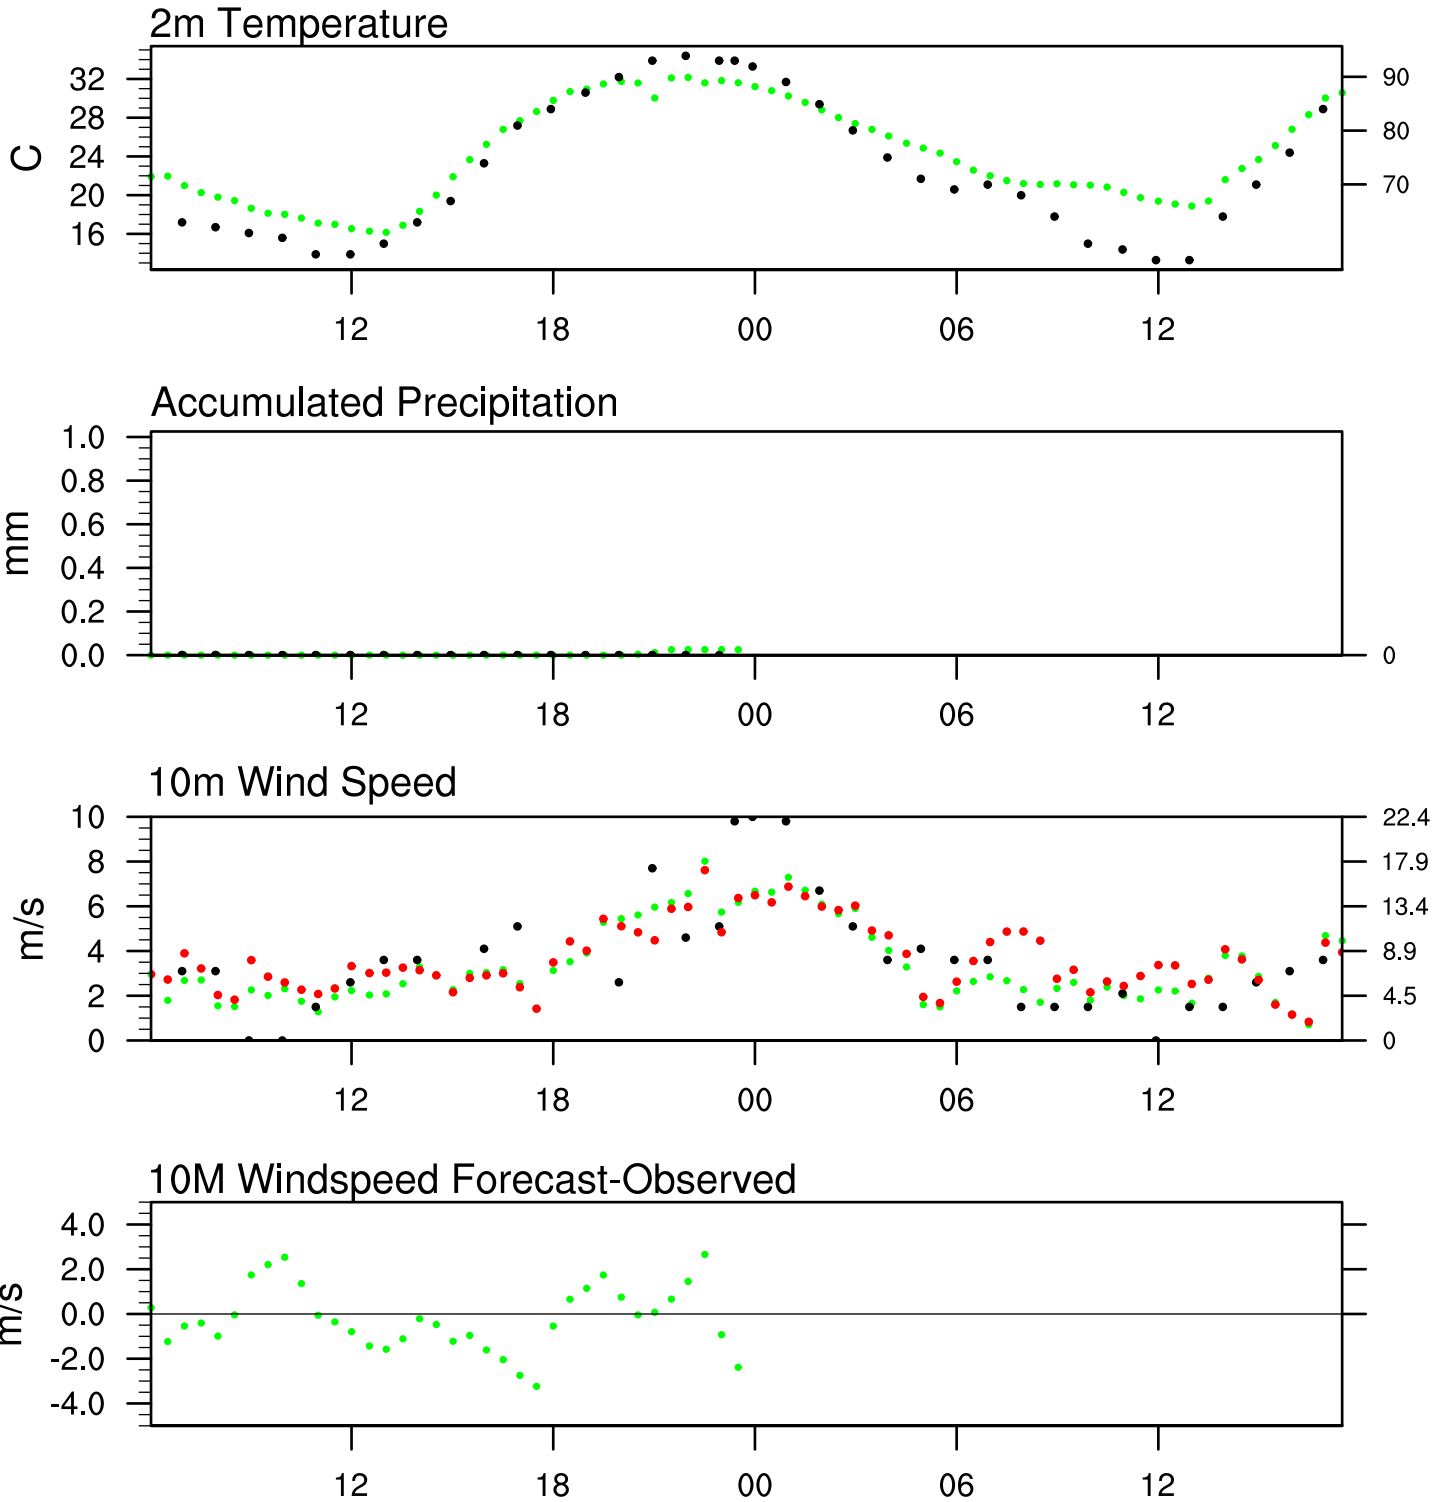 2m Temperature
C
32
28
24
20
16
90
80
70
12 18 00 06 12
Accumulated Precipitation
mm
1.0
0.8
0.6
0.4
0.2
0.0
0
12 18 00 06 12
10m Wind Speed
m/s
10
8
6
4
2
0
22.4
17.9
13.4
8.9
4.5
0
12 18 00 06 12
10M Windspeed Forecast-Observed
m/s
4.0
2.0
0.0
-2.0
-4.0
12 18 00 06 12